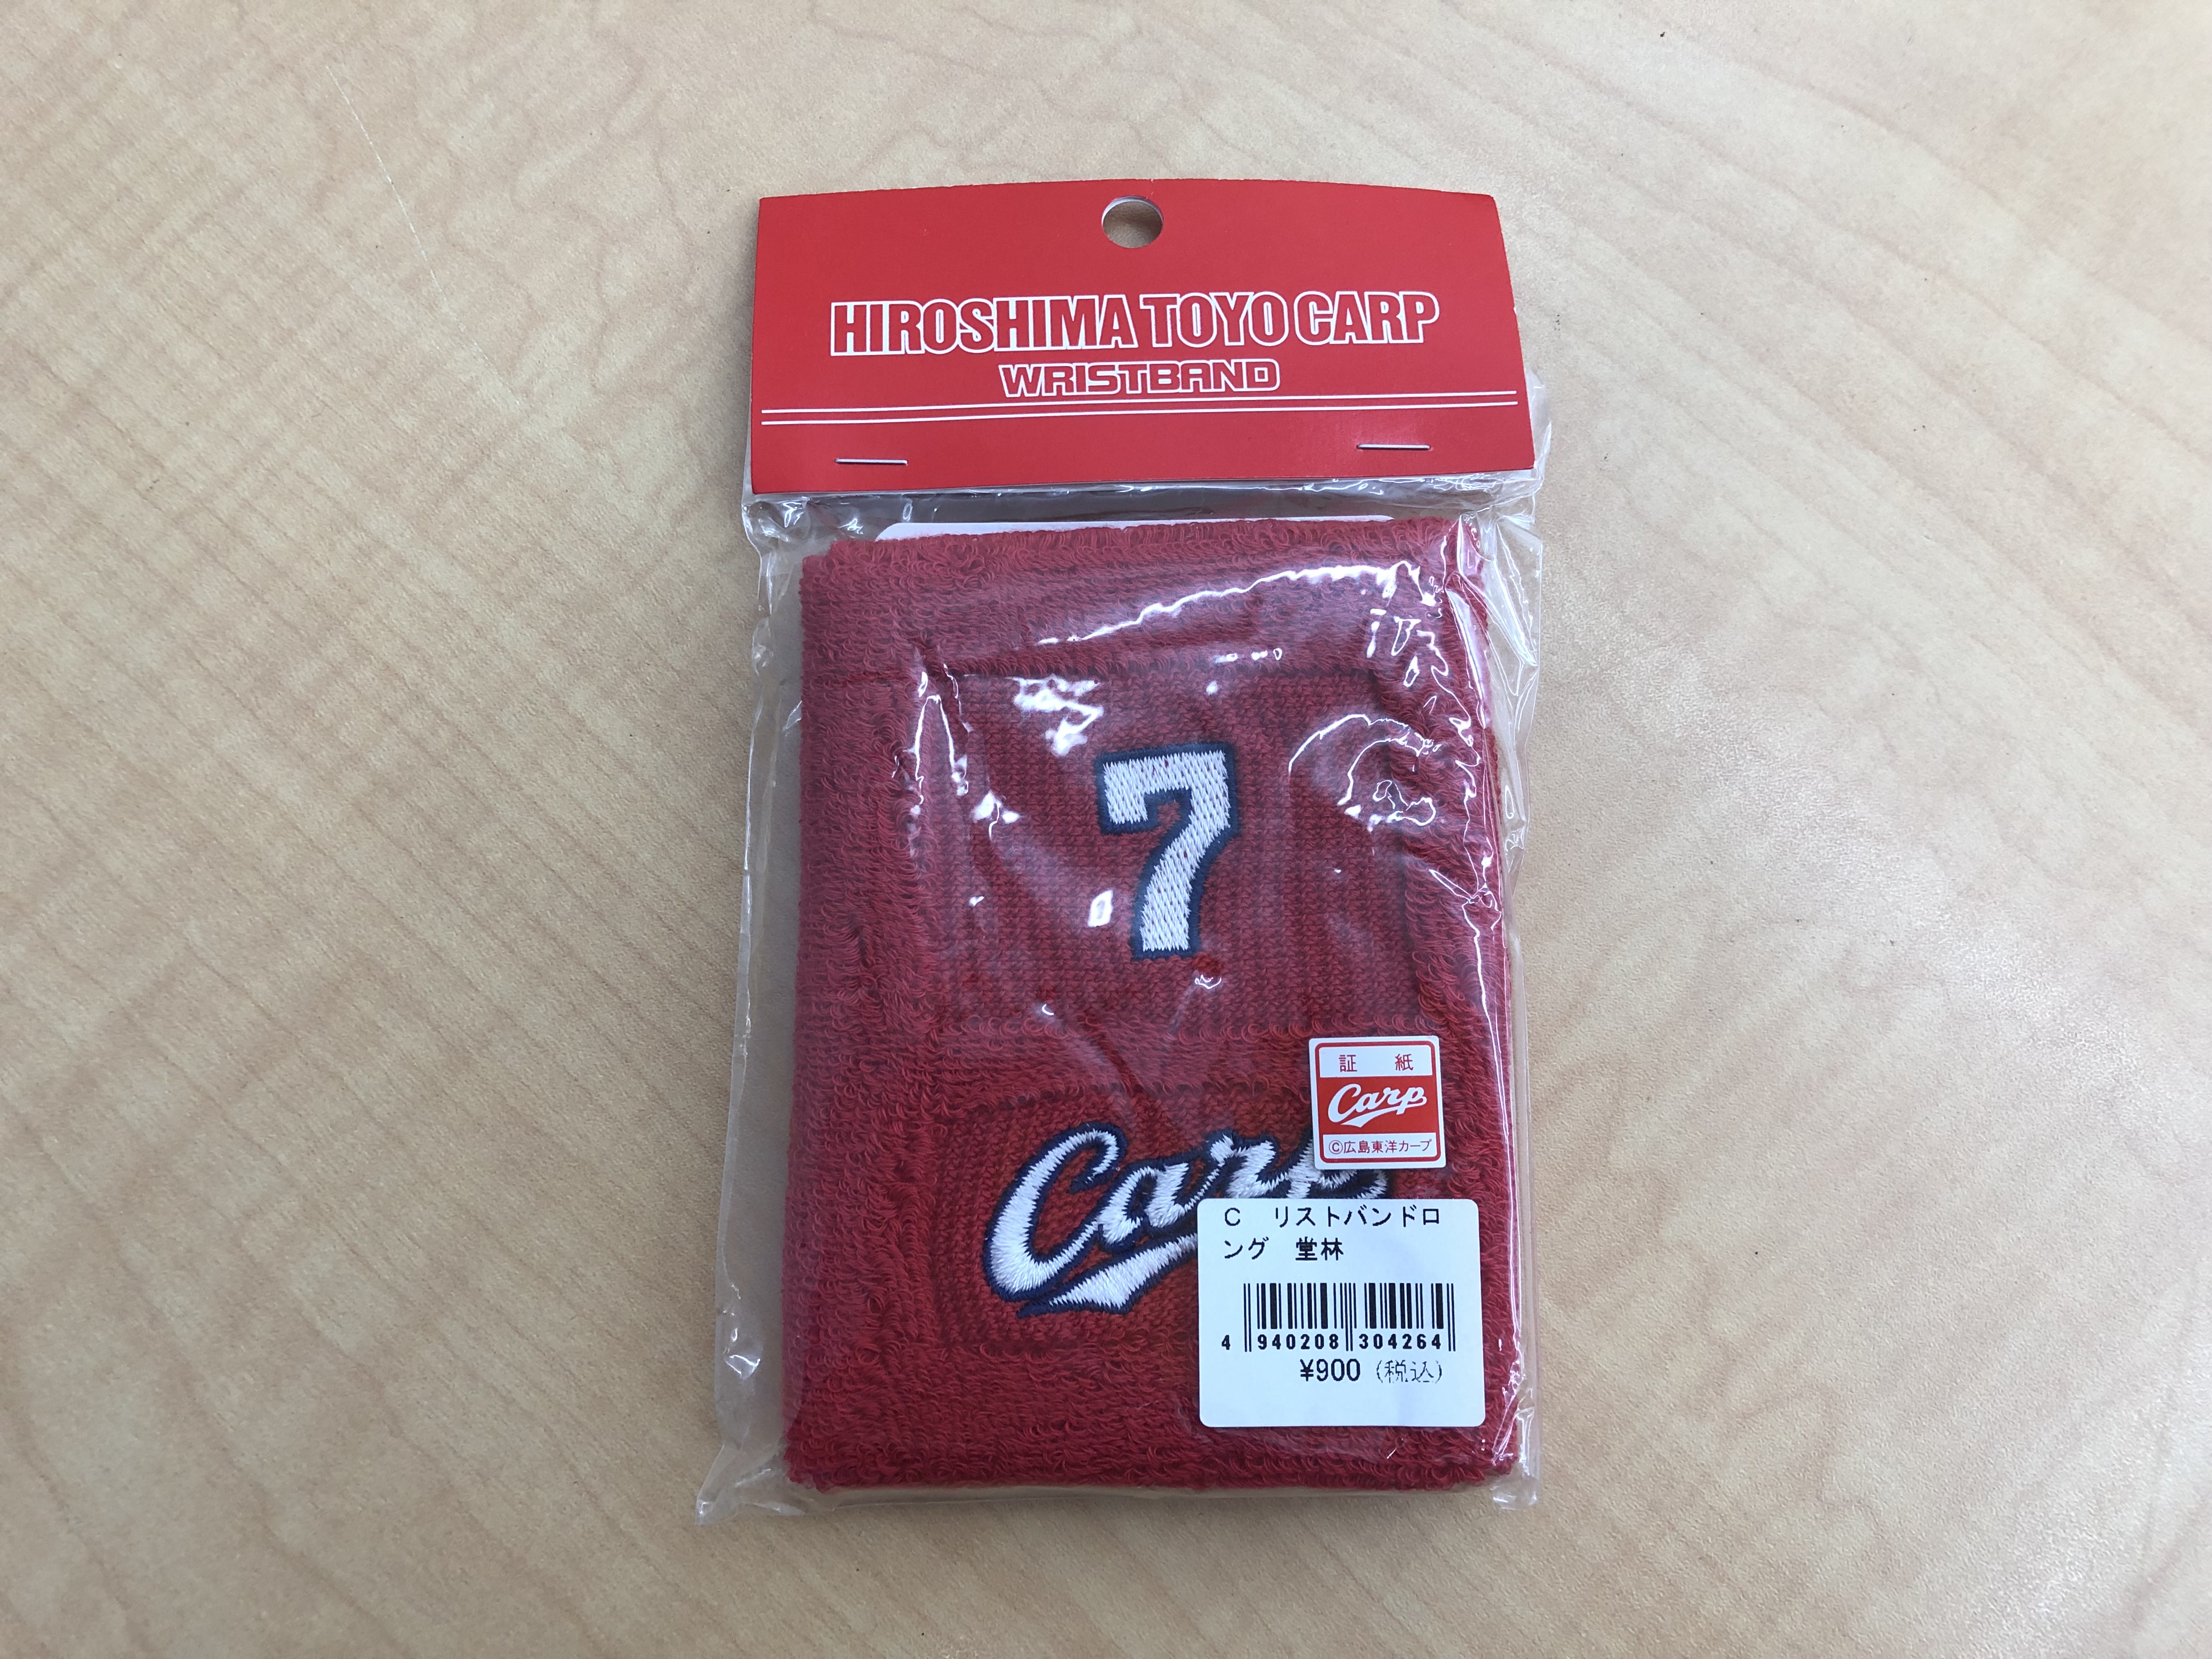 HIROSHIMA TOYO CARP
WRISTBAND
7
証 紙
Carp
©広島東洋カープ
Carp
C リストバンドロ
ング 堂林
4 940208 304264
¥900 (税込)